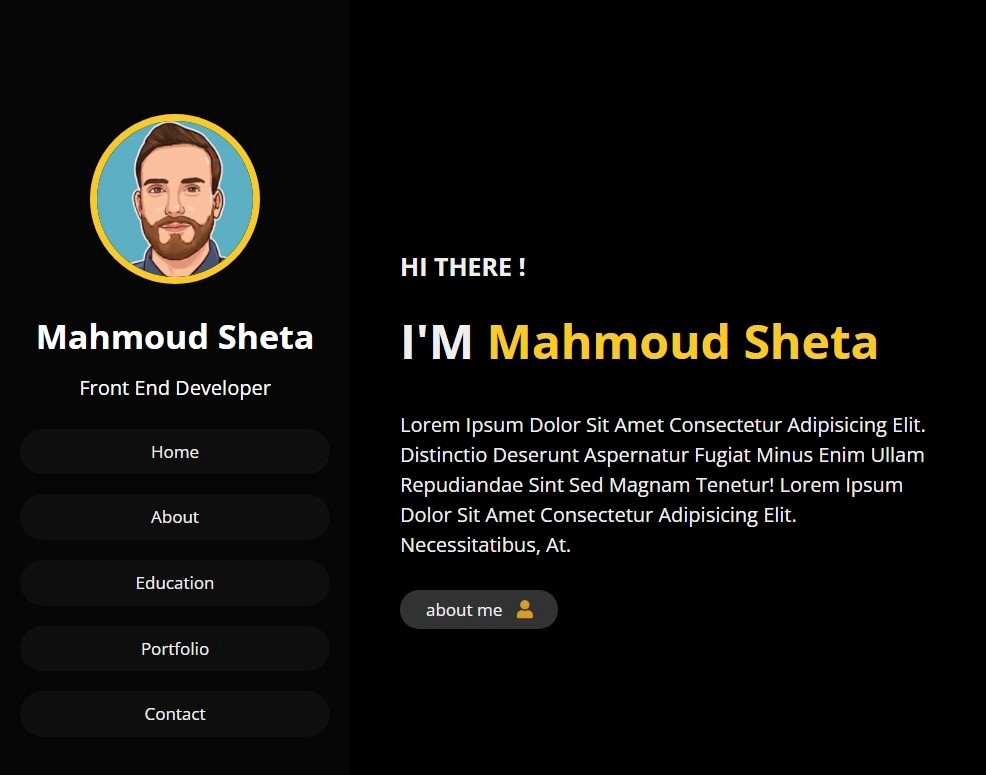 Mahmoud Sheta
Front End Developer
Home
About
Education
Portfolio
Contact
HI THERE !
I'M Mahmoud Sheta
Lorem Ipsum Dolor Sit Amet Consectetur Adipisicing Elit.
Distinctio Deserunt Aspernatur Fugiat Minus Enim Ullam
Repudiandae Sint Sed Magnam Tenetur! Lorem Ipsum
Dolor Sit Amet Consectetur Adipisicing Elit.
Necessitatibus, At.
about me